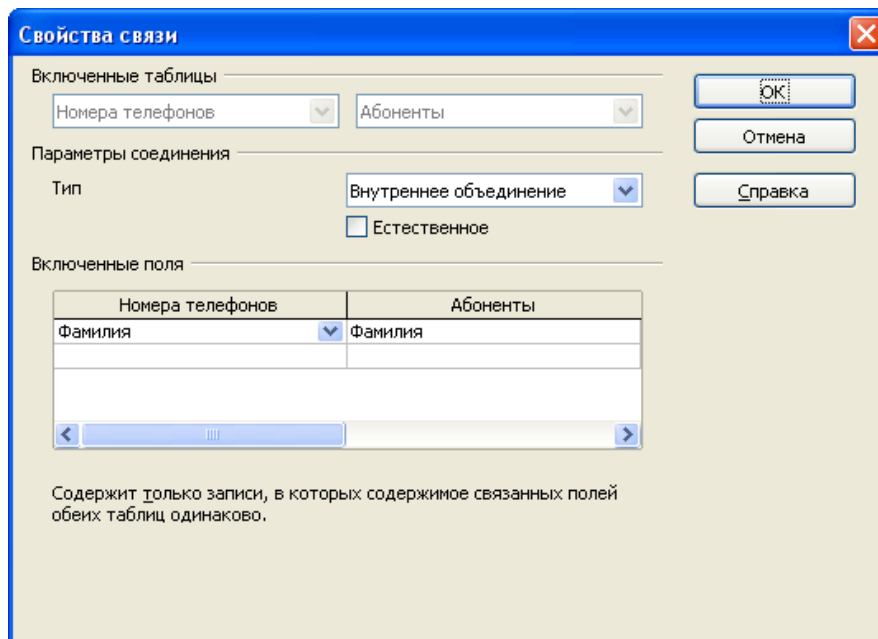 Свойства связи
Включенные таблицы
Номера телефонов Абоненты
ОК
Отмена
Параметры соединения
Тип Внутреннее объединение
Справка
Естественное
Включенные поля
Номера телефонов Абоненты
Фамилия Фамилия
Содержит только записи, в которых содержимое связанных полей
обеих таблиц одинаково.